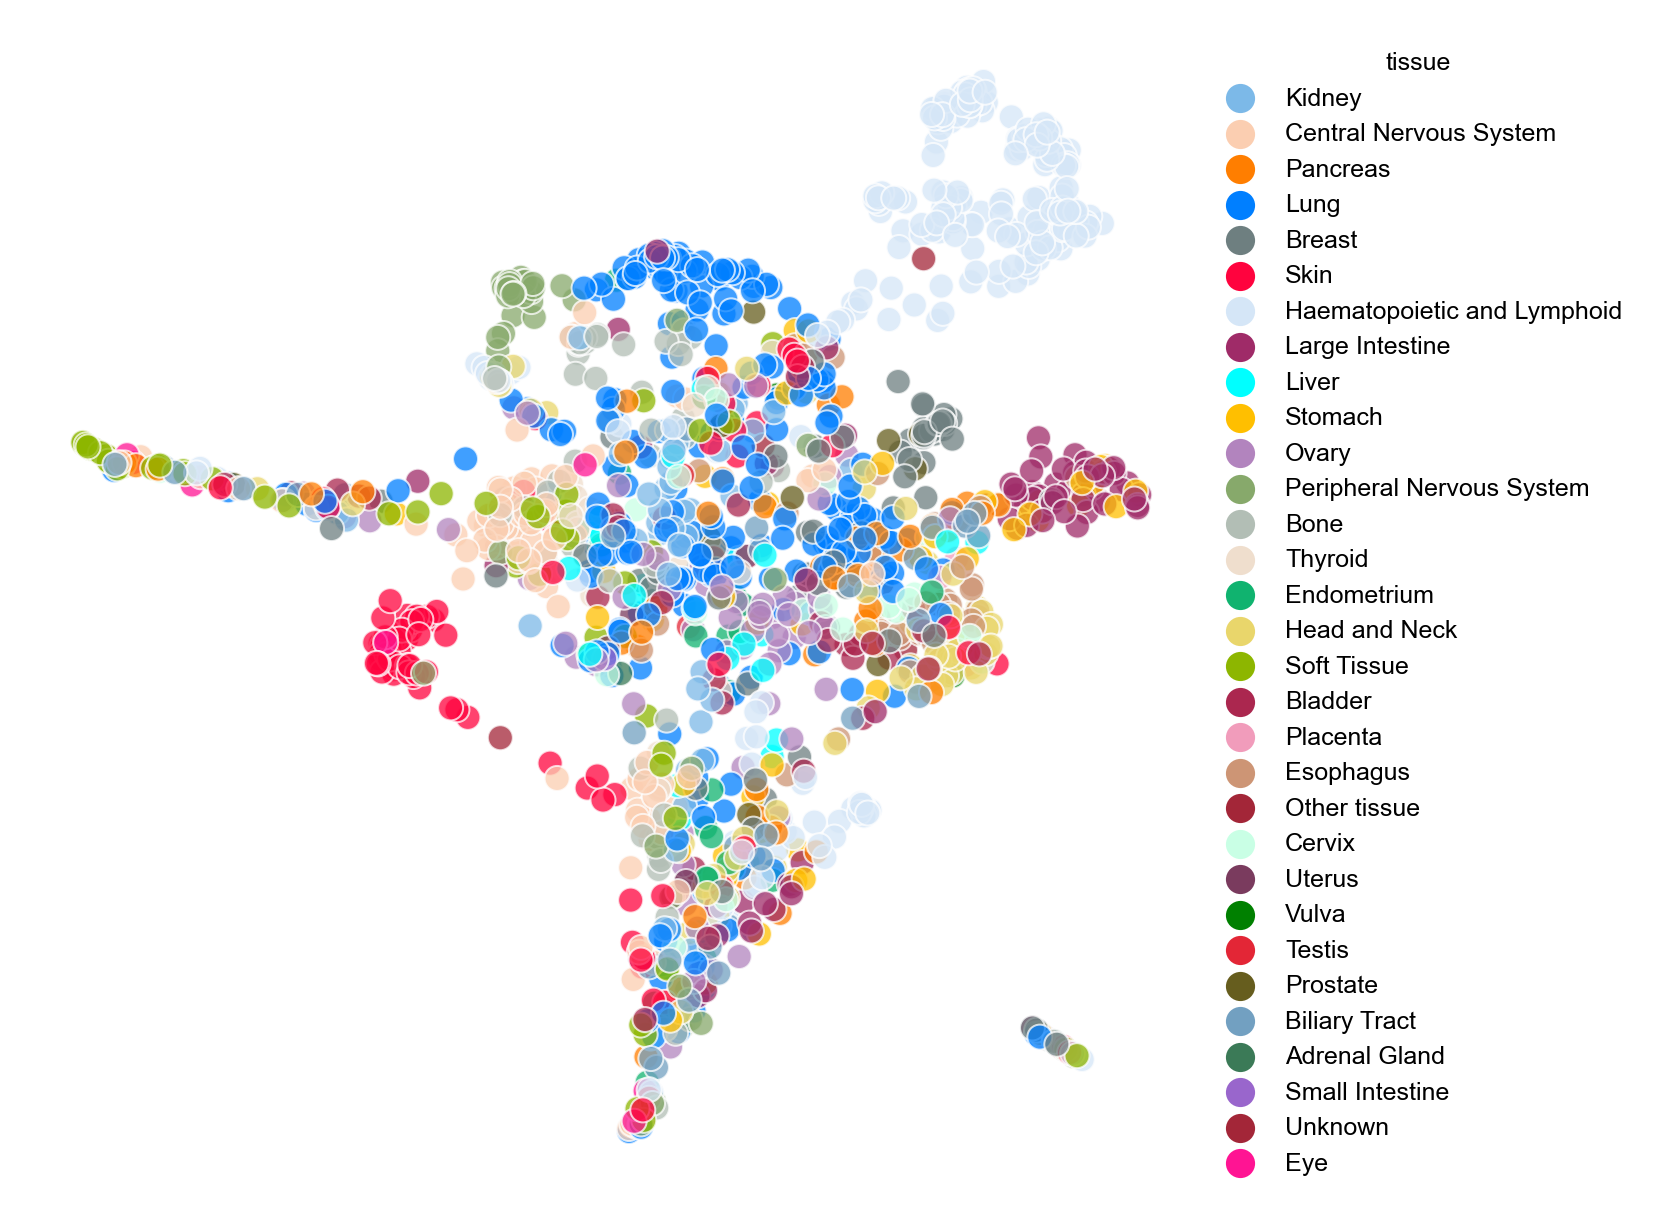 tissue
Kidney
Central Nervous System
Pancreas
Lung
Breast
Skin
Haematopoietic and Lymphoid
Large Intestine
Liver
Stomach
Ovary
Peripheral Nervous System
Bone
Thyroid
Endometrium
Head and Neck
Soft Tissue
Bladder
Placenta
Esophagus
Other tissue
Cervix
Uterus
Vulva
Testis
Prostate
Biliary Tract
Adrenal Gland
Small Intestine
Unknown
Eye